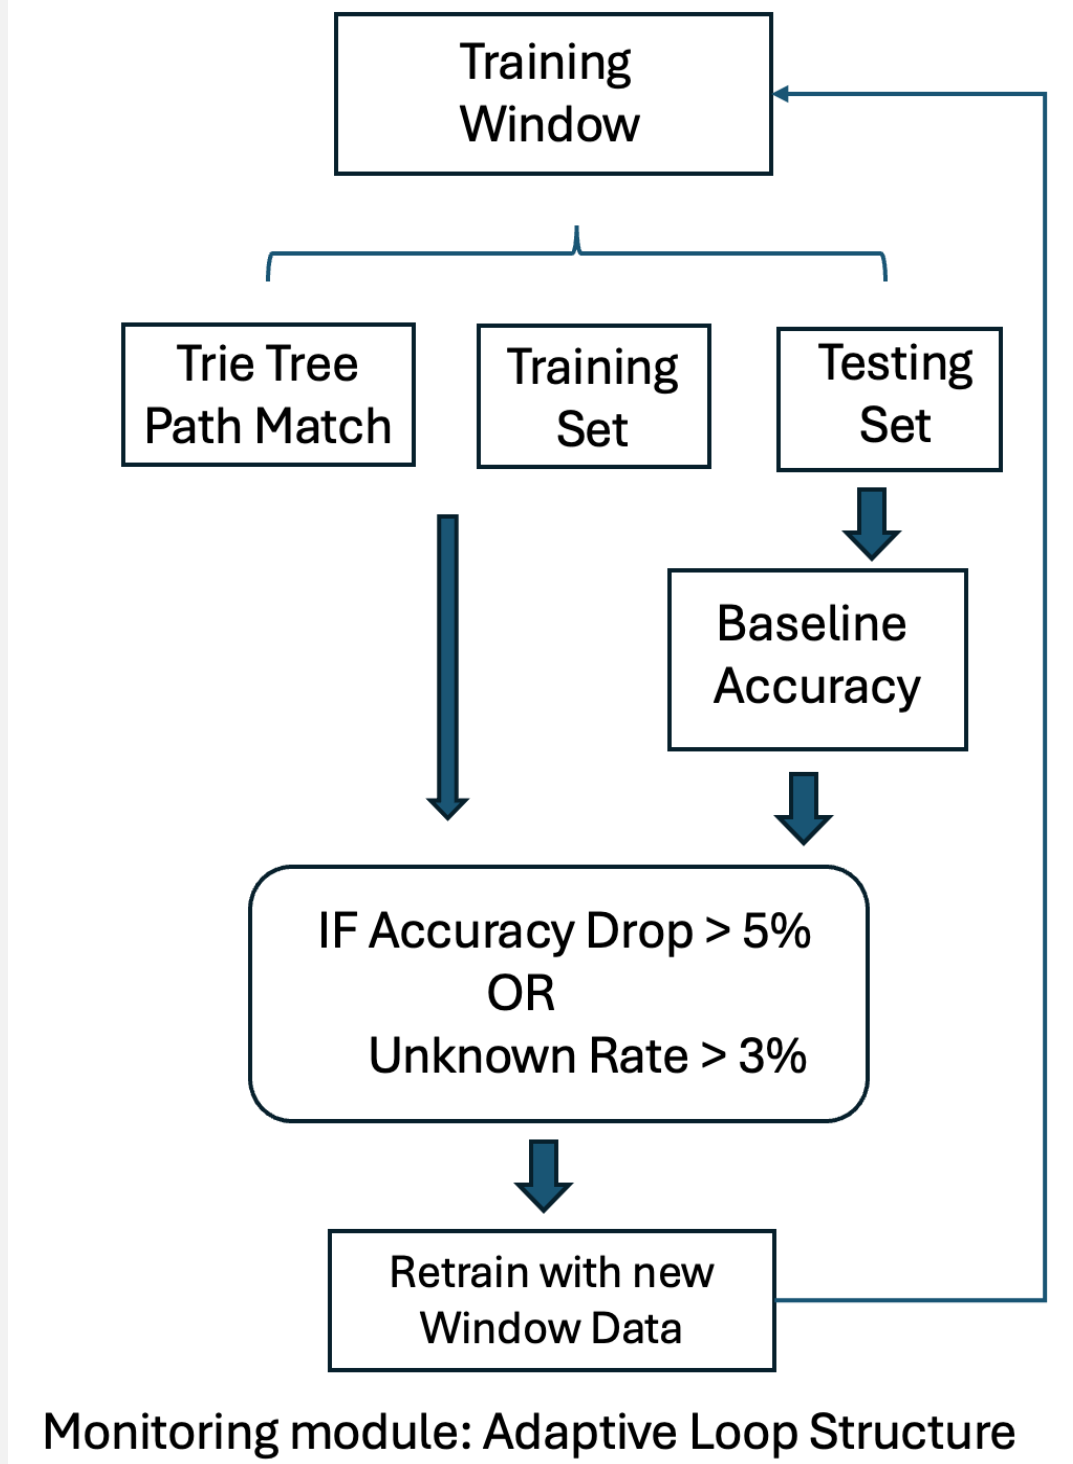 Training
Window
Trie Tree
Path Match
Training
Set
Testing
Set
Baseline
Accuracy
IF Accuracy Drop > 5%
OR
Unknown Rate > 3%
Retrain with new
Window Data
Monitoring module: Adaptive Loop Structure